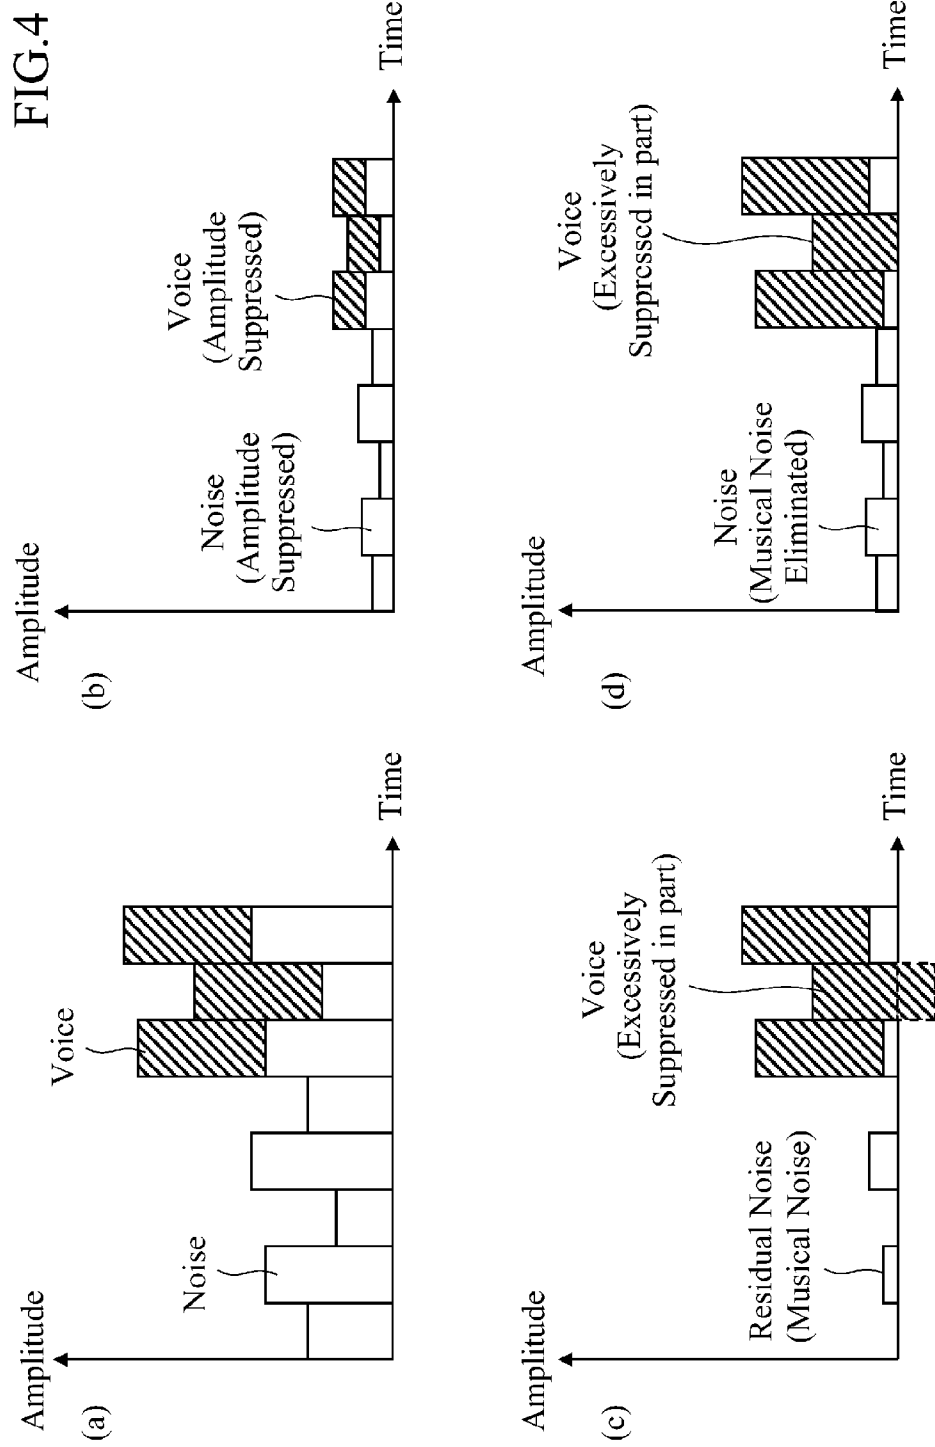 FIG.4
(a)
Amplitude
Noise
Voice
Time
(b)
Amplitude
Noise
(Amplitude
Suppressed)
Voice
(Amplitude
Suppressed)
Time
(c)
Amplitude
Residual Noise
(Musical Noise)
Voice
(Excessively
Suppressed in part)
Time
(d)
Amplitude
Noise
(Musical Noise
Eliminated)
Voice
(Excessively
Suppressed in part)
Time